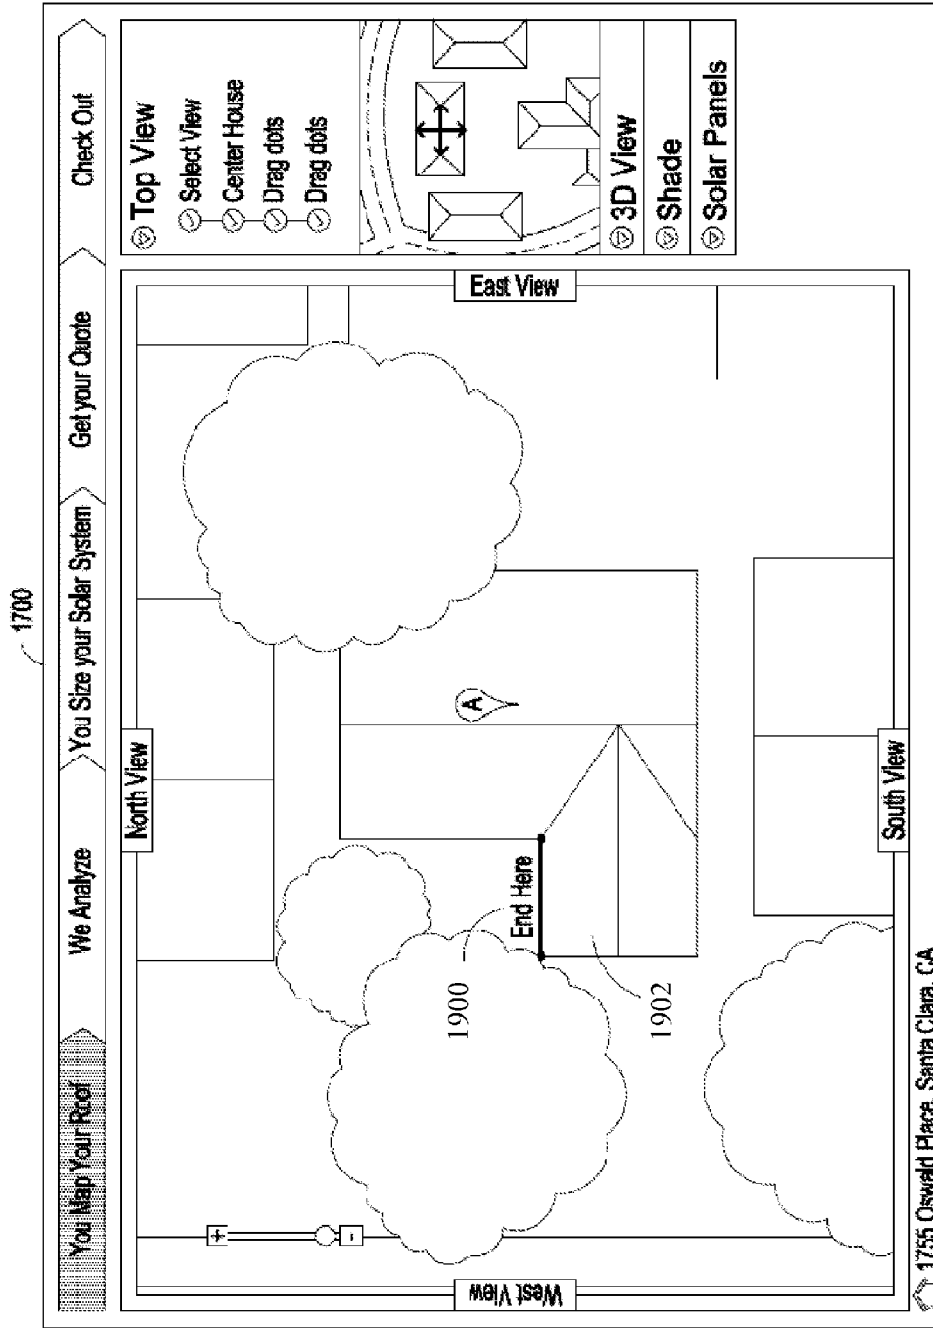 1700
You Map Your Roof
We Analyze
You Size your Solar System
Get your Quote
Check Out
North View
West View
East View
South View
End Here
1900
1902
A
+
-
Top View
Select View
Center House
Drag dots
Drag dots
3D View
Shade
Solar Panels
1755 Oswald Place, Santa Clara, CA